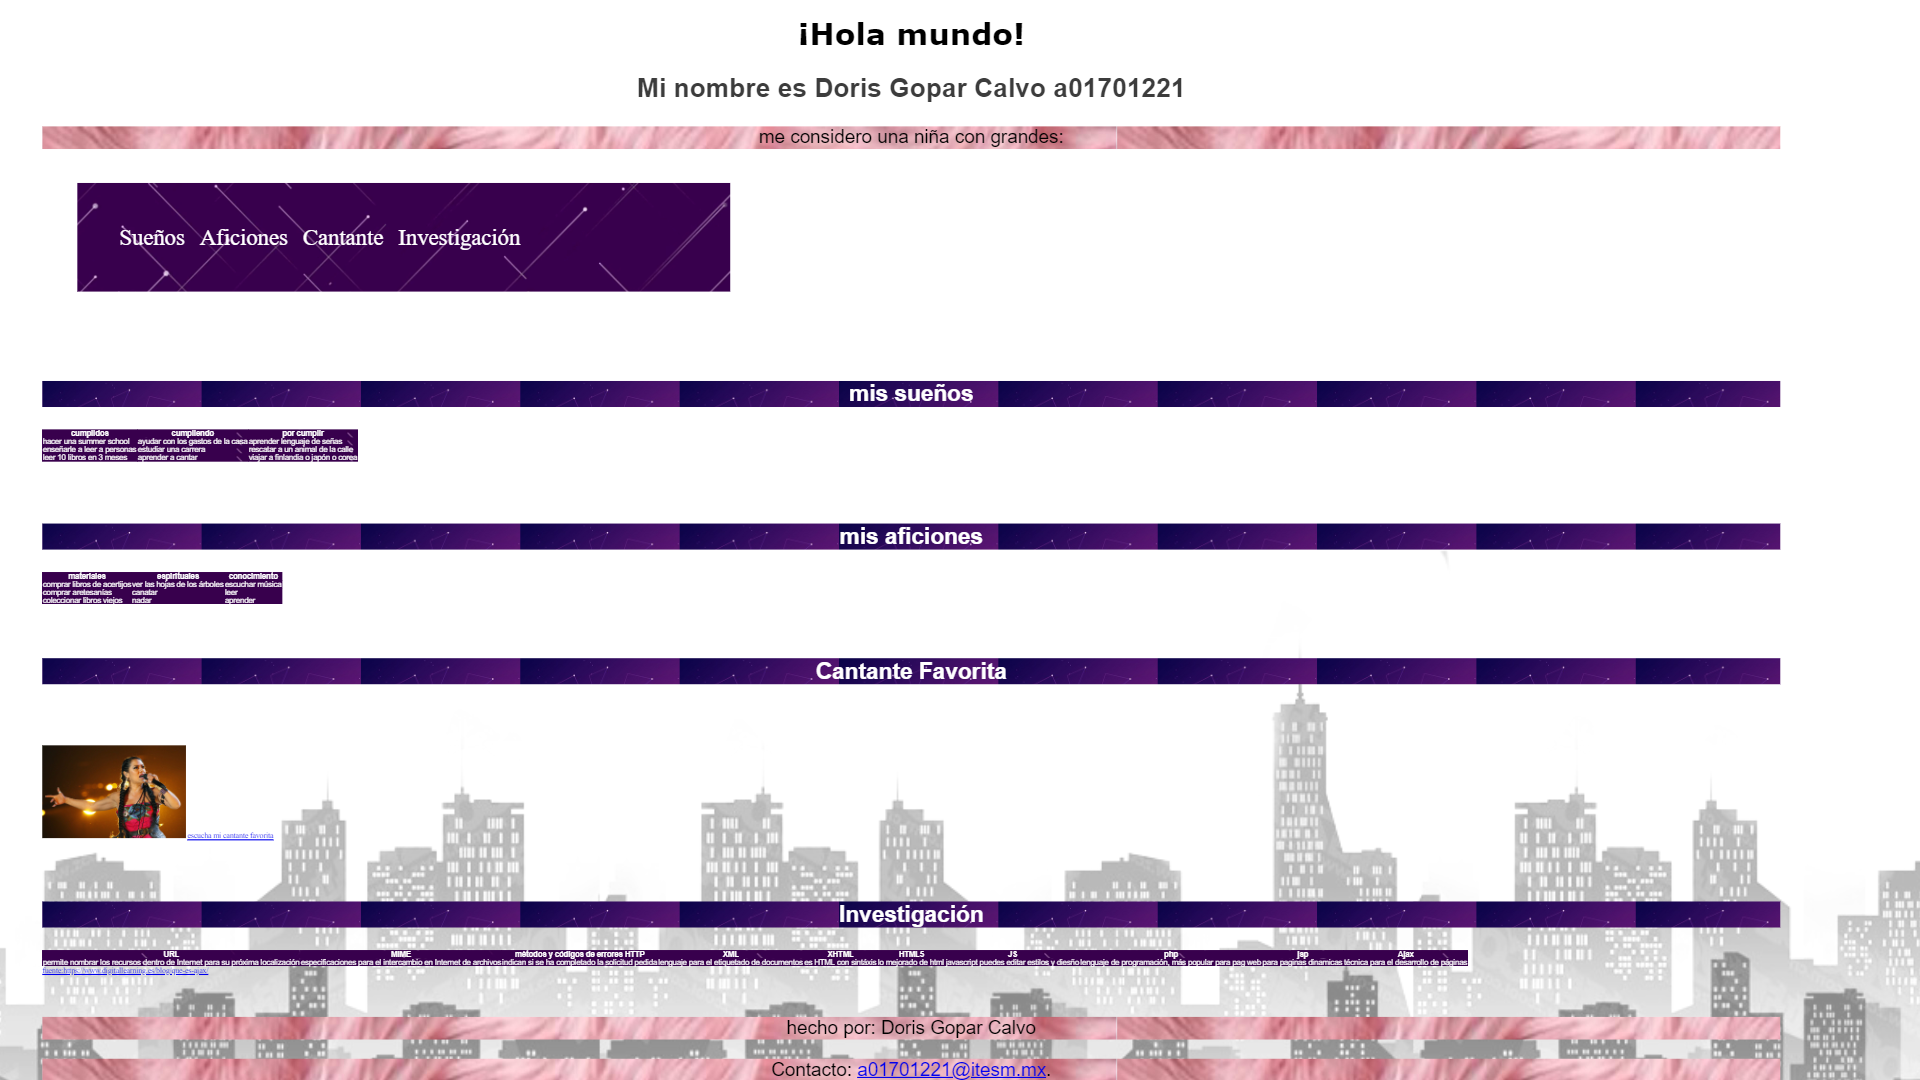 ¡Hola mundo!
Mi nombre es Doris Gopar Calvo a01701221
me considero una niña con grandes:
Sueños Aficiones Cantante Investigación
mis sueños
cumplidos cumpliendo por cumplir
hacer una summer school ayudar con los gastos de la casa aprender lenguaje de señas
enseñarle a leer a personas estudiar una carrera rescatar a un animal de la calle
leer 10 libros en 3 meses aprender a cantar viajar a finlandia o japón o corea
mis aficiones
materiales espirituales conocimiento
comprar libros de acertijos ver las hojas de los árboles escuchar música
comprar aretesanías canatar leer
coleccionar libros viejos nadar aprender
Cantante Favorita
escucha mi cantante favorita
Investigación
URL MIME métodos y códigos de errores HTTP XML XHTML HTML5 JS php jsp Ajax
permite nombrar los recursos dentro de Internet para su próxima localización especificaciones para el intercambio en Internet de archivos indican si se ha completado la solicitud pedida lenguaje para el etiquetado de documentos es HTML con sintáxis lo mejorado de html javascript puedes editar estilos y diesño lenguaje de programación, más popular para pag web para paginas dinamicas técnica para el desarrollo de páginas
fuente:https://www.digitallearning.es/blog/que-es-ajax/
hecho por: Doris Gopar Calvo
Contacto: a01701221@itesm.mx.